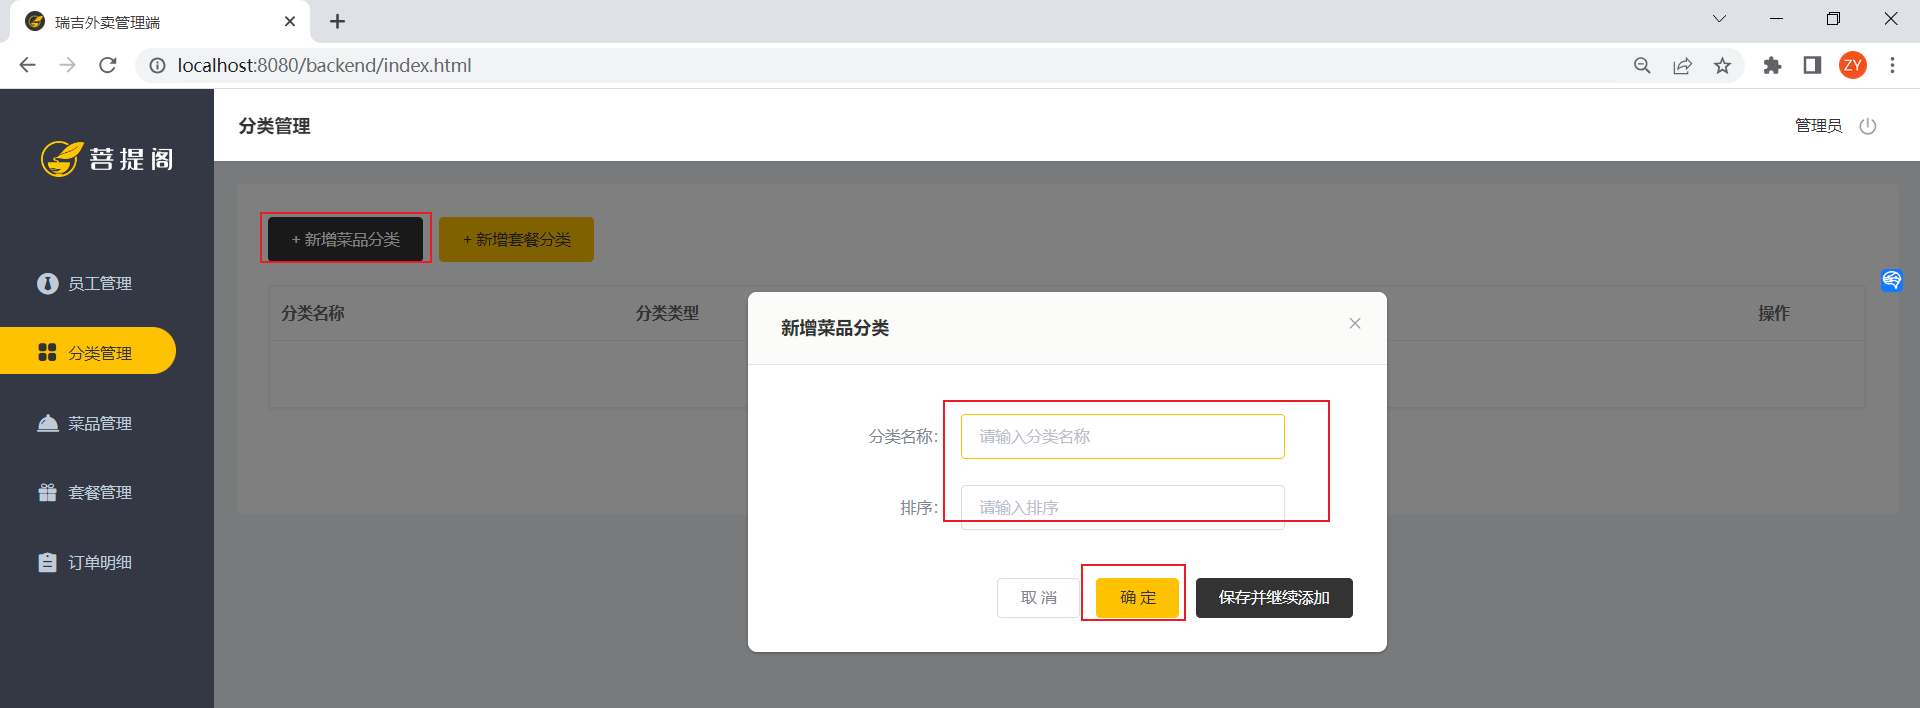 瑞吉外卖管理端
localhost:8080/backend/index.html
ZY
菩提阁
分类管理
管理员
员工管理
分类管理
菜品管理
套餐管理
订单明细
+ 新增菜品分类
+ 新增套餐分类
分类名称
分类类型
操作
新增菜品分类
分类名称:
请输入分类名称
排序:
请输入排序
取 消
确 定
保存并继续添加